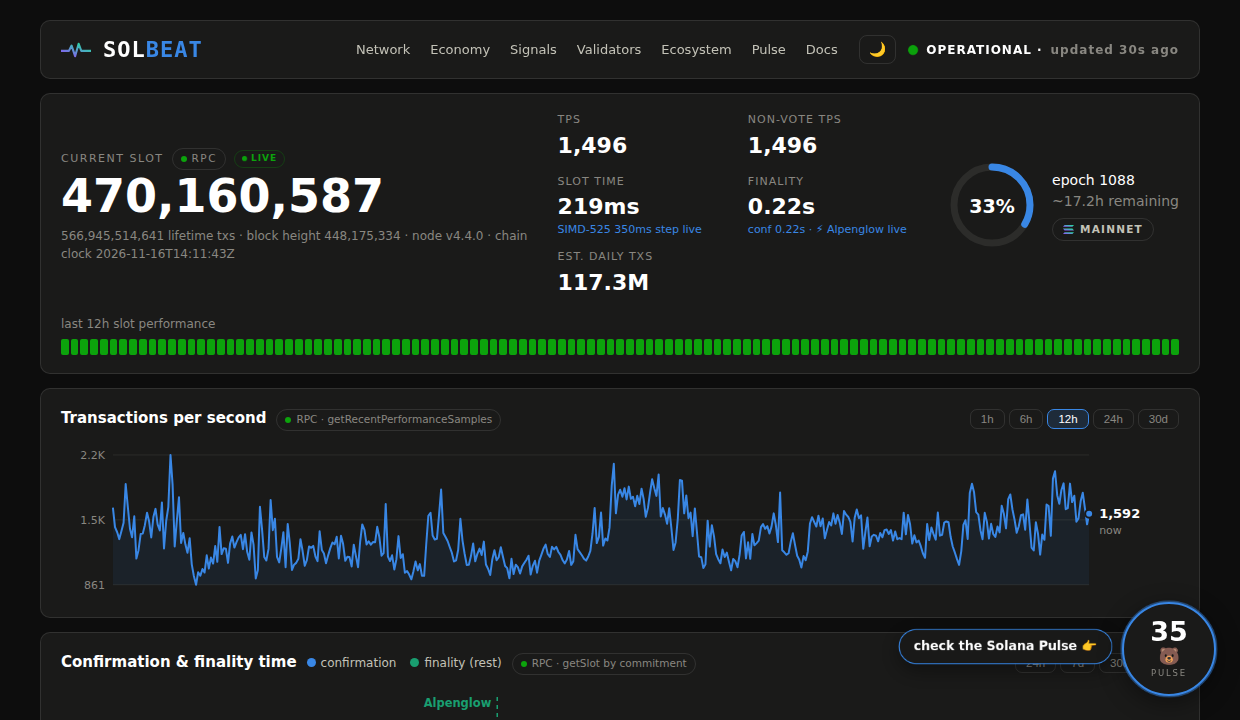 SOLBEAT
Network Economy Signals Validators Ecosystem Pulse Docs 🌙 OPERATIONAL · updated 30s ago
CURRENT SLOT RPC LIVE
470,160,587
566,945,514,641 lifetime txs · block height 448,175,334 · node v4.4.0 · chain
clock 2026-11-16T14:11:43Z
TPS
1,496
NON-VOTE TPS
1,496
SLOT TIME
219ms
SIMD-525 350ms step live
FINALITY
0.22s
conf 0.22s · ⚡ Alpenglow live
EST. DAILY TXS
117.3M
33%
epoch 1088
~17.2h remaining
MAINNET
last 12h slot performance
Transactions per second RPC · getRecentPerformanceSamples
1h 6h 12h 24h 30d
2.2K
1.5K
861
1,592
now
Confirmation & finality time confirmation finality (rest) RPC · getSlot by commitment
Alpenglow
check the Solana Pulse 👉
35
🐻
PULSE